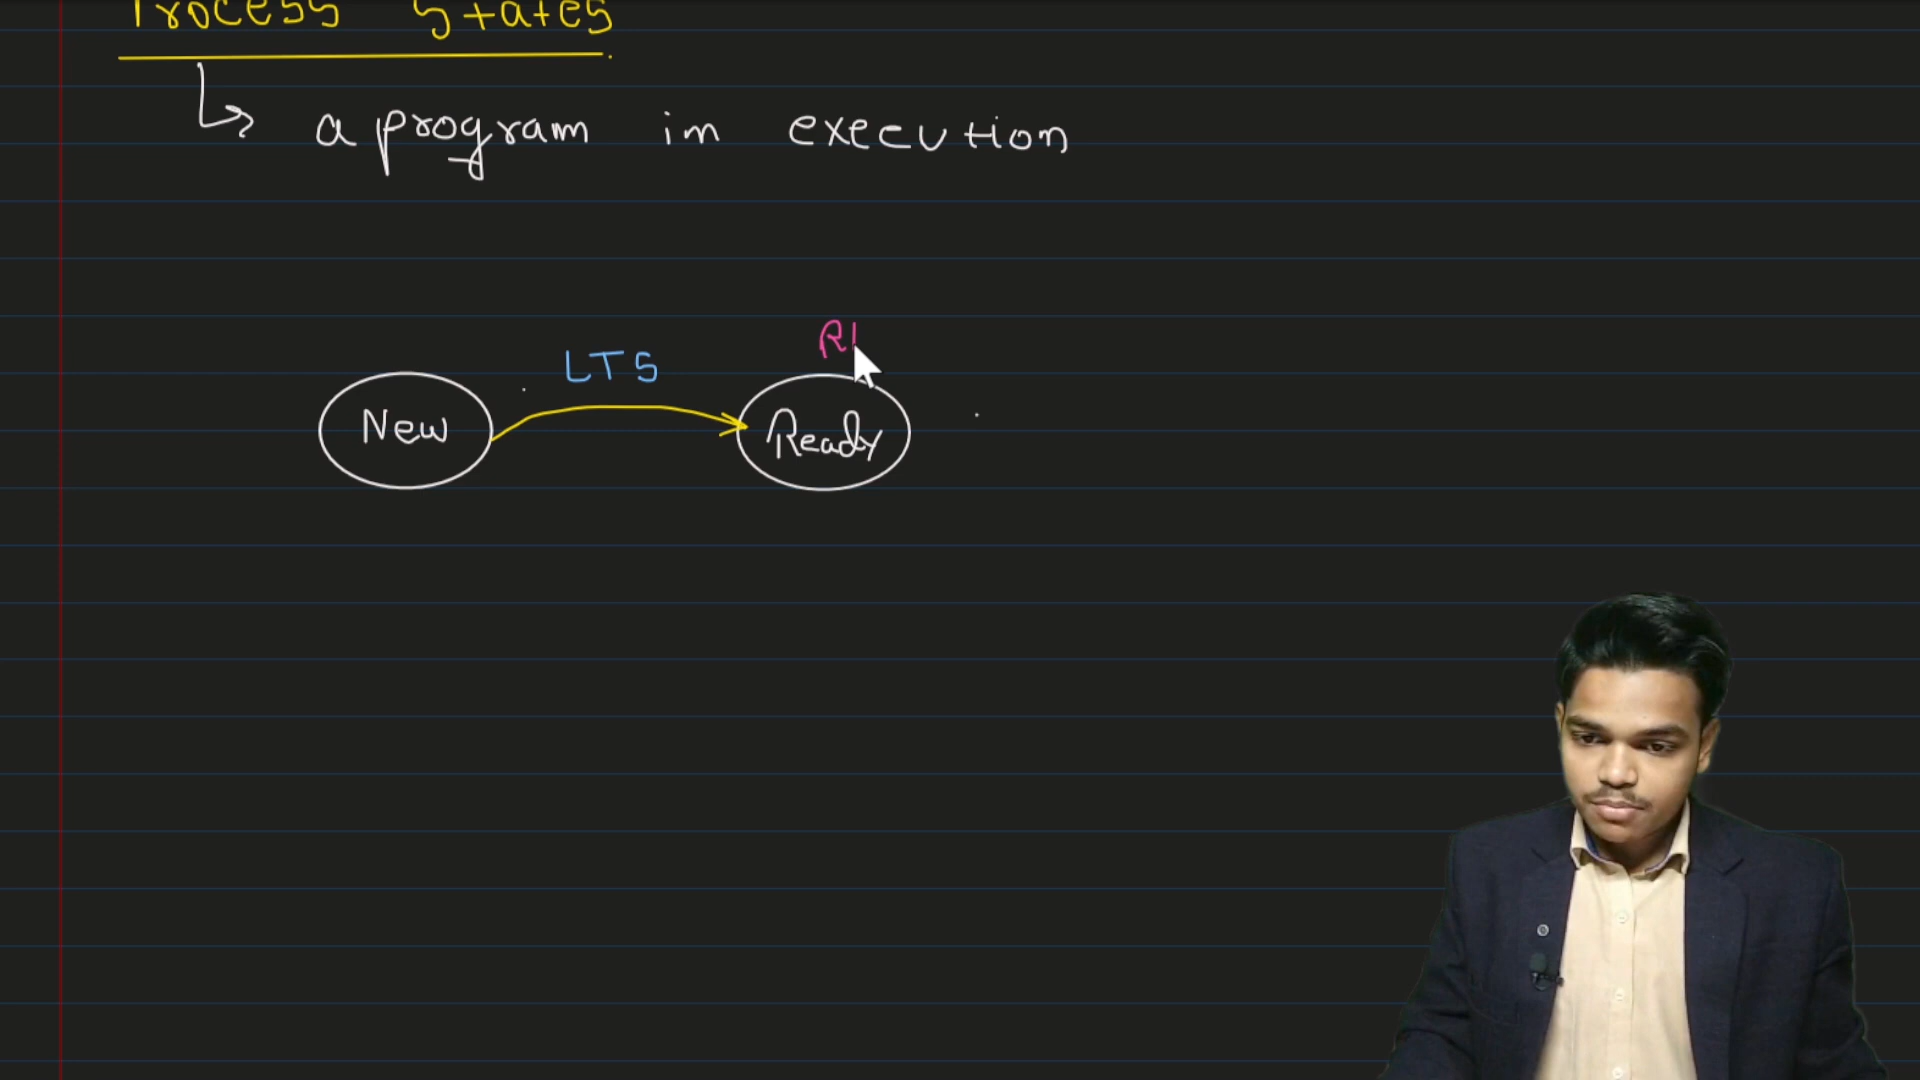 Process States
a program in execution
LTS
New
Ready